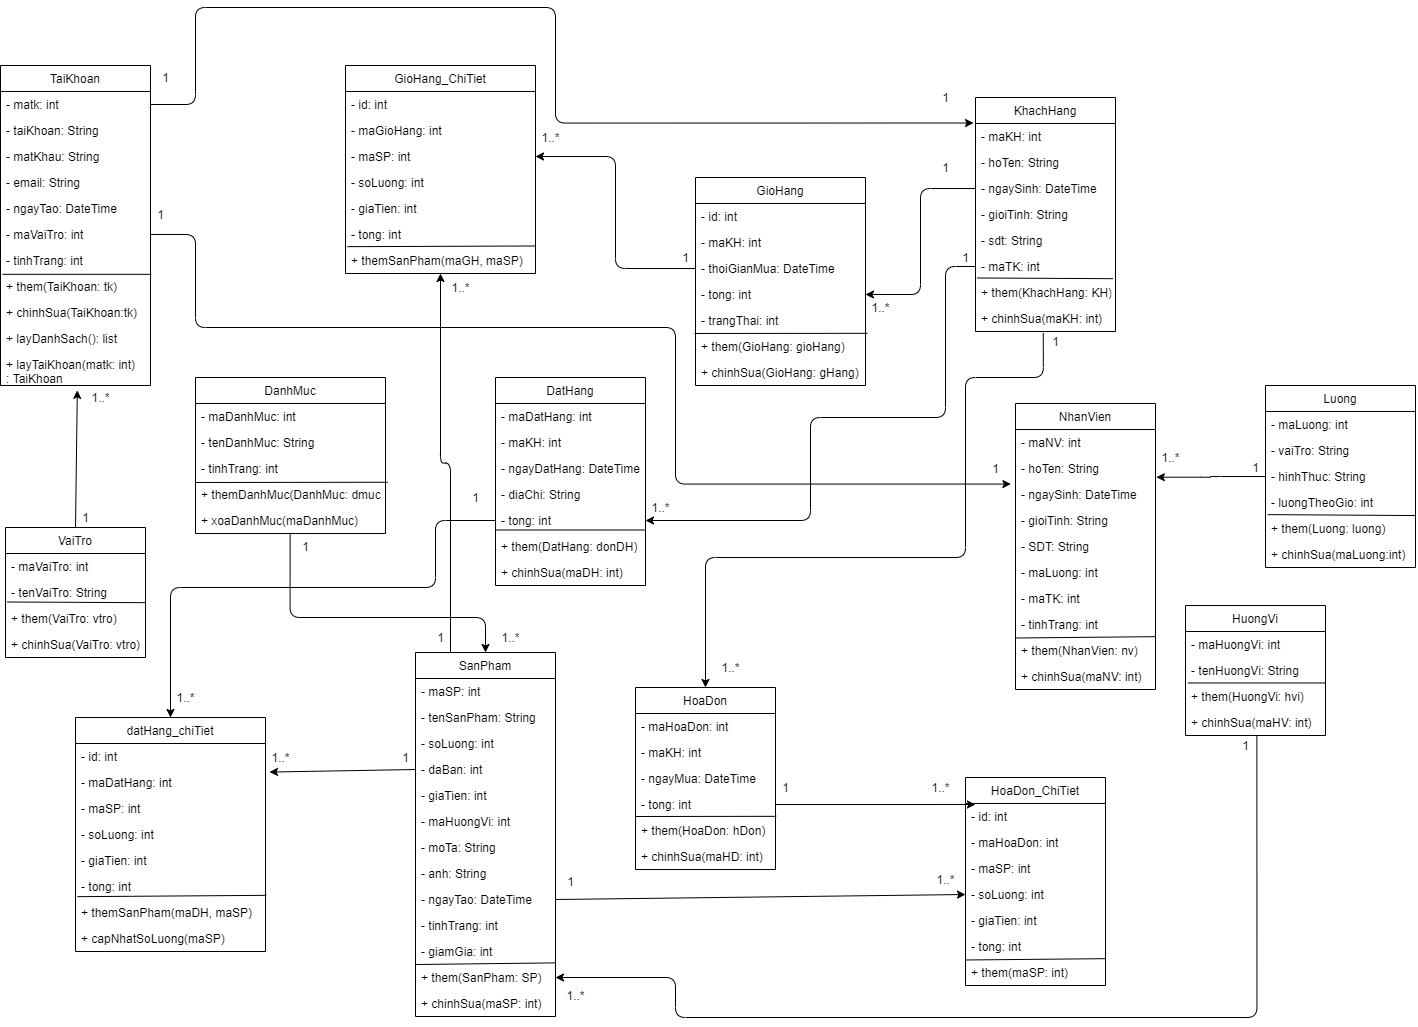 TaiKhoan
- matk: int
- taiKhoan: String
- matKhau: String
- email: String
- ngayTao: DateTime
- maVaiTro: int
- tinhTrang: int
+ them(TaiKhoan: tk)
+ chinhSua(TaiKhoan:tk)
+ layDanhSach(): list
+ layTaiKhoan(matk: int)
: TaiKhoan
1
1
1..*
GioHang_ChiTiet
- id: int
- maGioHang: int
- maSP: int
- soLuong: int
- giaTien: int
- tong: int
+ themSanPham(maGH, maSP)
1..*
1..*
GioHang
- id: int
- maKH: int
- thoiGianMua: DateTime
- tong: int
- trangThai: int
+ them(GioHang: gioHang)
+ chinhSua(GioHang: gHang)
1
1..*
KhachHang
- maKH: int
- hoTen: String
- ngaySinh: DateTime
- gioiTinh: String
- sdt: String
- maTK: int
+ them(KhachHang: KH)
+ chinhSua(maKH: int)
1
1
1
1
DanhMuc
- maDanhMuc: int
- tenDanhMuc: String
- tinhTrang: int
+ themDanhMuc(DanhMuc: dmuc
+ xoaDanhMuc(maDanhMuc)
1
DatHang
- maDatHang: int
- maKH: int
- ngayDatHang: DateTime
- diaChi: String
- tong: int
+ them(DatHang: donDH)
+ chinhSua(maDH: int)
1
1..*
NhanVien
- maNV: int
- hoTen: String
- ngaySinh: DateTime
- gioiTinh: String
- SDT: String
- maLuong: int
- maTK: int
- tinhTrang: int
+ them(NhanVien: nv)
+ chinhSua(maNV: int)
1
1..*
Luong
- maLuong: int
- vaiTro: String
- hinhThuc: String
- luongTheoGio: int
+ them(Luong: luong)
+ chinhSua(maLuong:int)
1
VaiTro
- maVaiTro: int
- tenVaiTro: String
+ them(VaiTro: vtro)
+ chinhSua(VaiTro: vtro)
1
HuongVi
- maHuongVi: int
- tenHuongVi: String
+ them(HuongVi: hvi)
+ chinhSua(maHV: int)
1
datHang_chiTiet
- id: int
- maDatHang: int
- maSP: int
- soLuong: int
- giaTien: int
- tong: int
+ themSanPham(maDH, maSP)
+ capNhatSoLuong(maSP)
1..*
1..*
SanPham
- maSP: int
- tenSanPham: String
- soLuong: int
- daBan: int
- giaTien: int
- maHuongVi: int
- moTa: String
- anh: String
- ngayTao: DateTime
- tinhTrang: int
- giamGia: int
+ them(SanPham: SP)
+ chinhSua(maSP: int)
1
1..*
1
1
1..*
HoaDon
- maHoaDon: int
- maKH: int
- ngayMua: DateTime
- tong: int
+ them(HoaDon: hDon)
+ chinhSua(maHD: int)
1..*
1
HoaDon_ChiTiet
- id: int
- maHoaDon: int
- maSP: int
- soLuong: int
- giaTien: int
- tong: int
+ them(maSP: int)
1..*
1..*